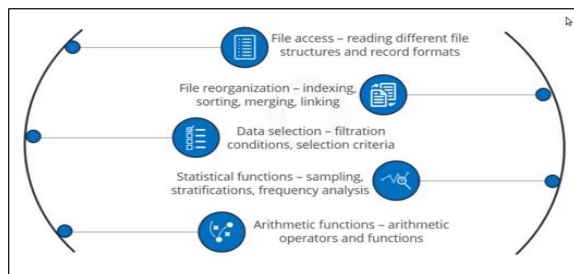 File access – reading different file
structures and record formats
File reorganization – indexing,
sorting, merging, linking
Data selection – filtration
conditions, selection criteria
Statistical functions – sampling,
stratifications, frequency analysis
Arithmetic functions – arithmetic
operators and functions